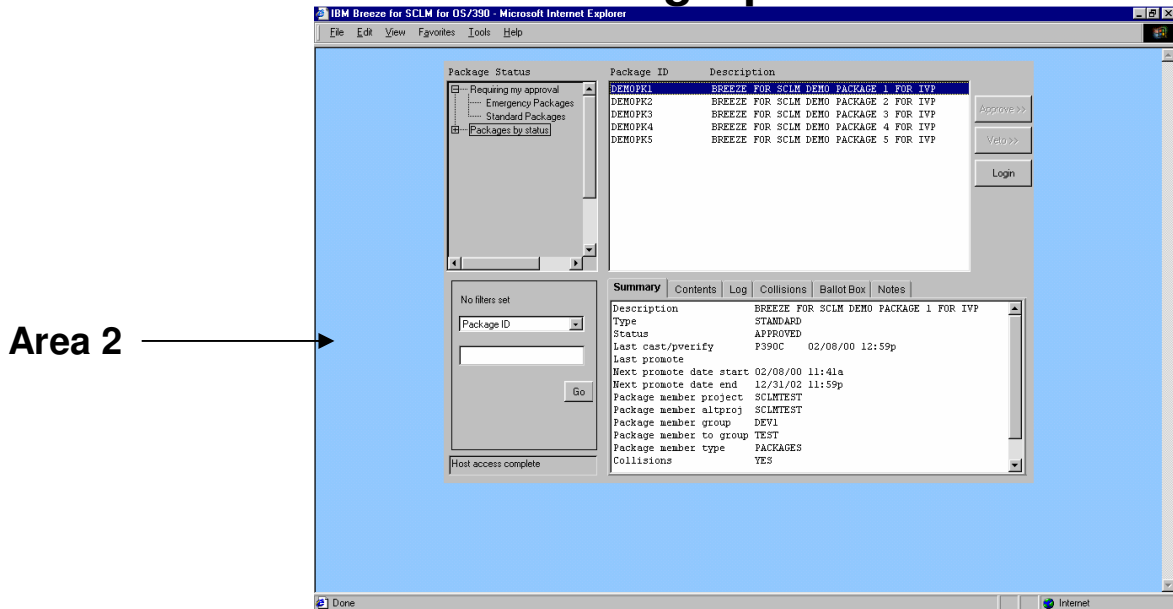 IBM Breeze for SCLM for OS/390 - Microsoft Internet Explorer
File Edit View Favorites Tools Help
Package Status
Requiring my approval
Emergency Packages
Standard Packages
Packages by status
Package ID Description
DEMOPK1 BREEZE FOR SCLM DEMO PACKAGE 1 FOR IVP
DEMOPK2 BREEZE FOR SCLM DEMO PACKAGE 2 FOR IVP
DEMOPK3 BREEZE FOR SCLM DEMO PACKAGE 3 FOR IVP
DEMOPK4 BREEZE FOR SCLM DEMO PACKAGE 4 FOR IVP
DEMOPK5 BREEZE FOR SCLM DEMO PACKAGE 5 FOR IVP
Approve >>
Veto >>
Login
Area 2
No filters set
Package ID
Go
Host access complete
Summary Contents Log Collisions Ballot Box Notes
Description BREEZE FOR SCLM DEMO PACKAGE 1 FOR IVP
Type STANDARD
Status APPROVED
Last cast/pverify P390C 02/08/00 12:59p
Last promote
Next promote date start 02/08/00 11:41a
Next promote date end 12/31/02 11:59p
Package member project SCLMTEST
Package member altproj SCLMTEST
Package member group DEV1
Package member to group TEST
Package member type PACKAGES
Collisions YES
Done
Internet